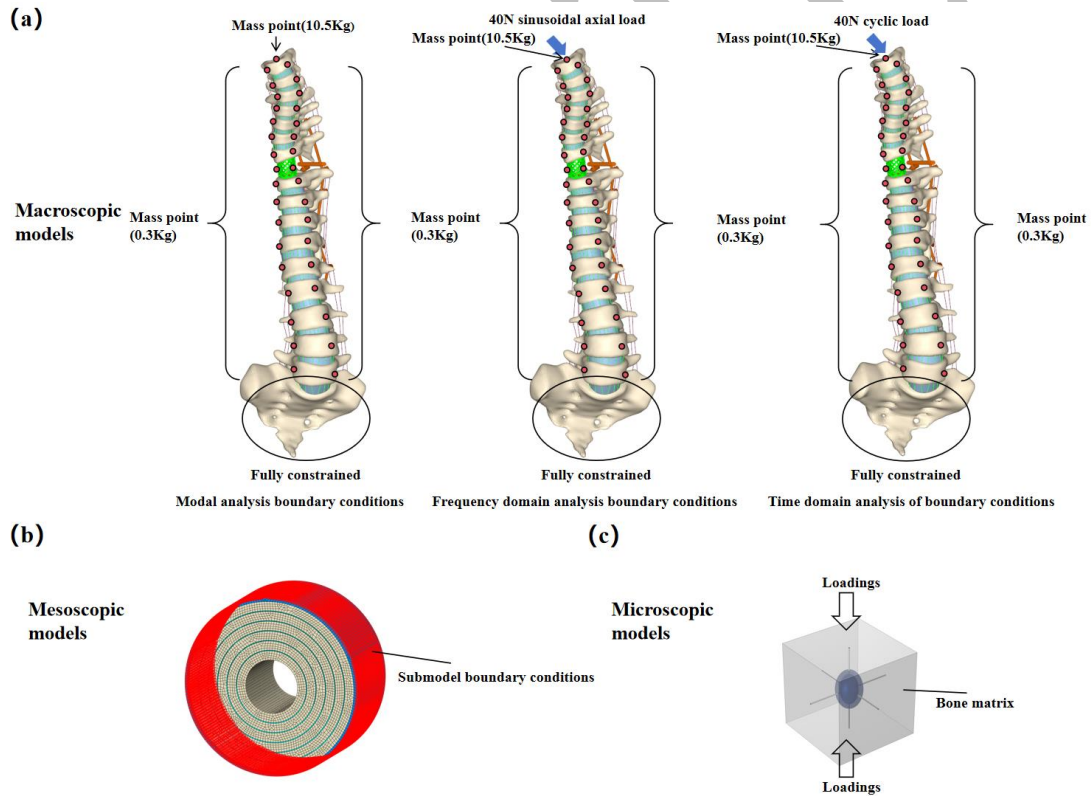 (a)
Mass point(10.5Kg)
40N sinusoidal axial load
Mass point(10.5Kg)
40N cyclic load
Mass point(10.5Kg)
Macroscopic
models
Mass point
(0.3Kg)
Mass point
(0.3Kg)
Mass point
(0.3Kg)
Mass point
(0.3Kg)
Fully constrained
Fully constrained
Fully constrained
Modal analysis boundary conditions
Frequency domain analysis boundary conditions
Time domain analysis of boundary conditions
(b)
Mesoscopic
models
Submodel boundary conditions
(c)
Microscopic
models
Loadings
Bone matrix
Loadings